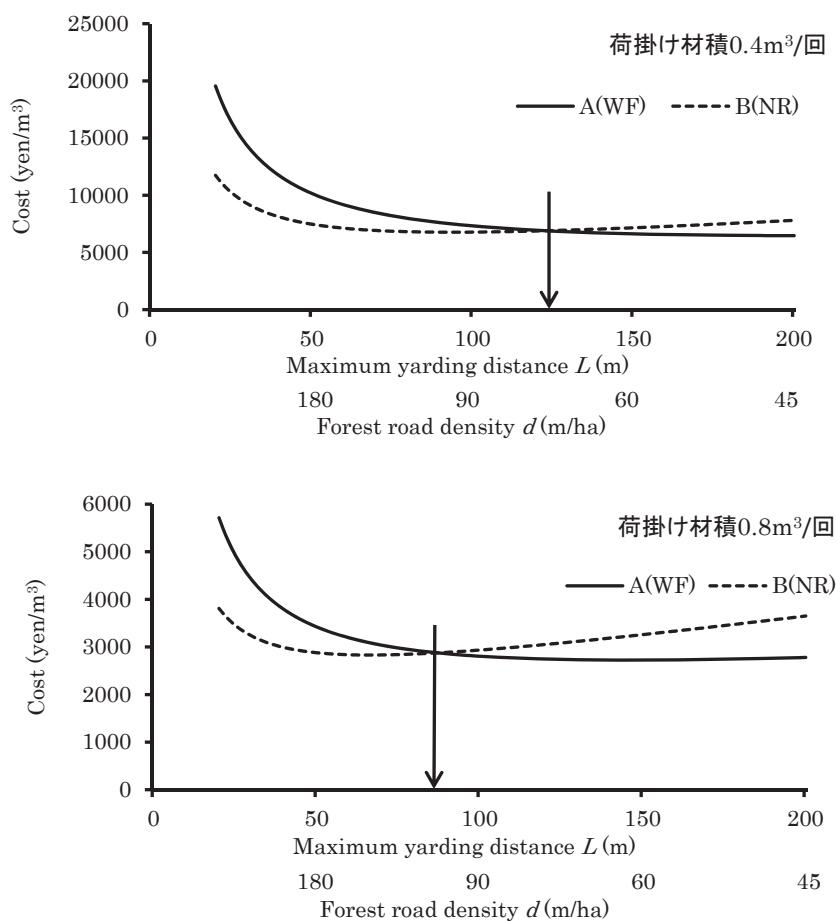 荷掛け材積0.4m³/回
A(WF) B(NR)
Cost (yen/m³)
25000
20000
15000
10000
5000
0
0 50 100 150 200
Maximum yarding distance L (m)
180 90 60 45
Forest road density d (m/ha)
荷掛け材積0.8m³/回
A(WF) B(NR)
Cost (yen/m³)
6000
5000
4000
3000
2000
1000
0
0 50 100 150 200
Maximum yarding distance L (m)
180 90 60 45
Forest road density d (m/ha)